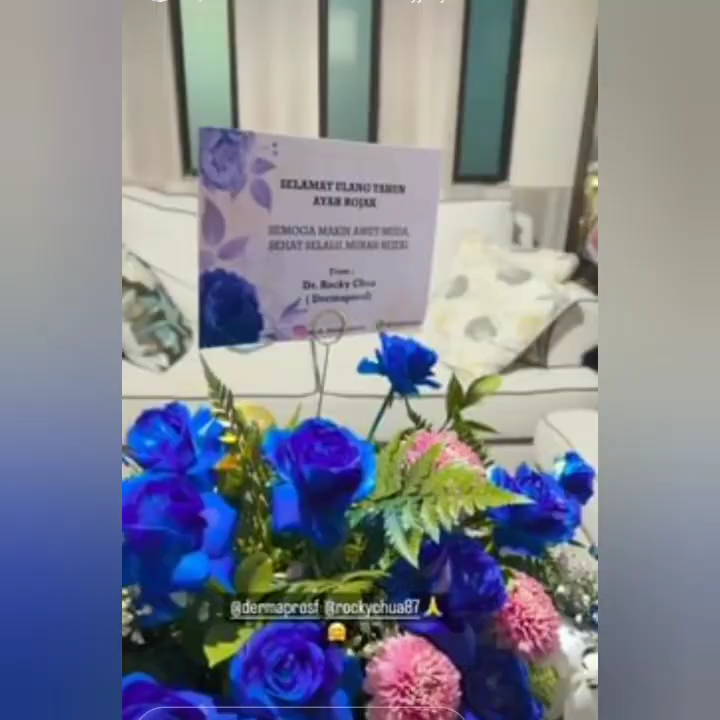 SELAMAT ULANG TAHUN
AYAH ROJAK
SEMOGA MAKIN AWET MUDA,
SEHAT SELALU, MURAH REZEKI
From :
Dr. Rocky Chua
( Dermaprosf)
@dermaprosf @rockychua87